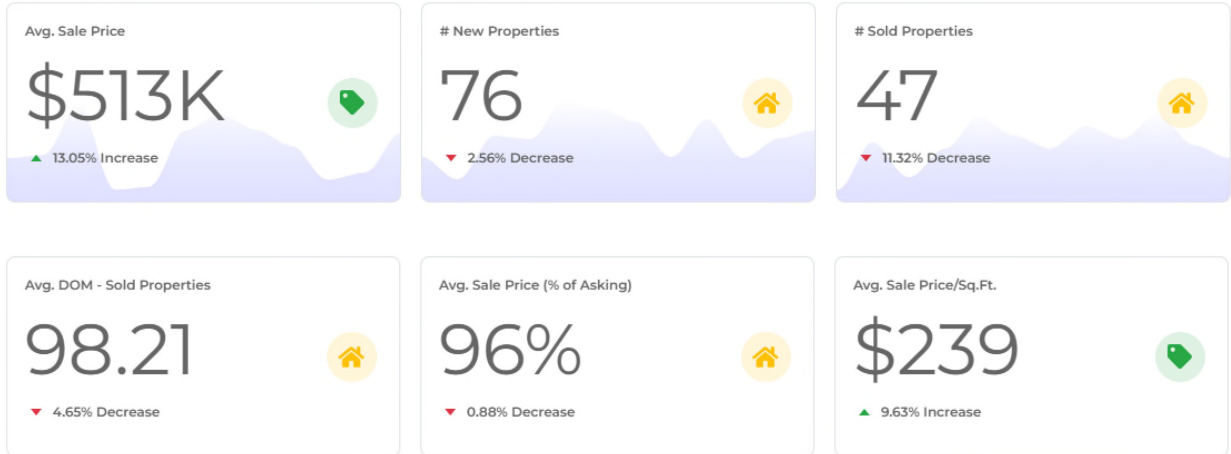 Avg. Sale Price
$513K
13.05% Increase
# New Properties
76
2.56% Decrease
# Sold Properties
47
11.32% Decrease
Avg. DOM - Sold Properties
98.21
4.65% Decrease
Avg. Sale Price (% of Asking)
96%
0.88% Decrease
Avg. Sale Price/Sq.Ft.
$239
9.63% Increase